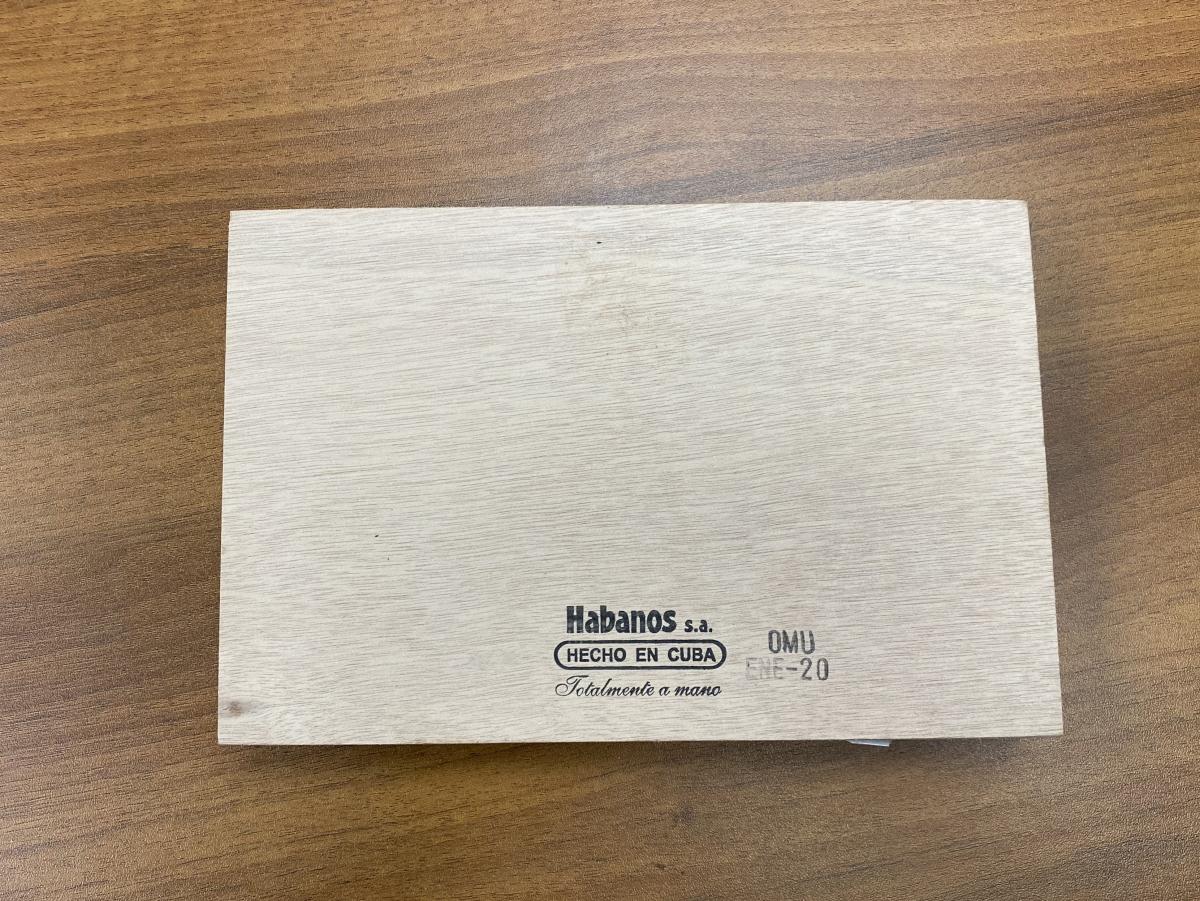 Habanos s.a.
HECHO EN CUBA
Totalmente a mano
OMU
ENE-20